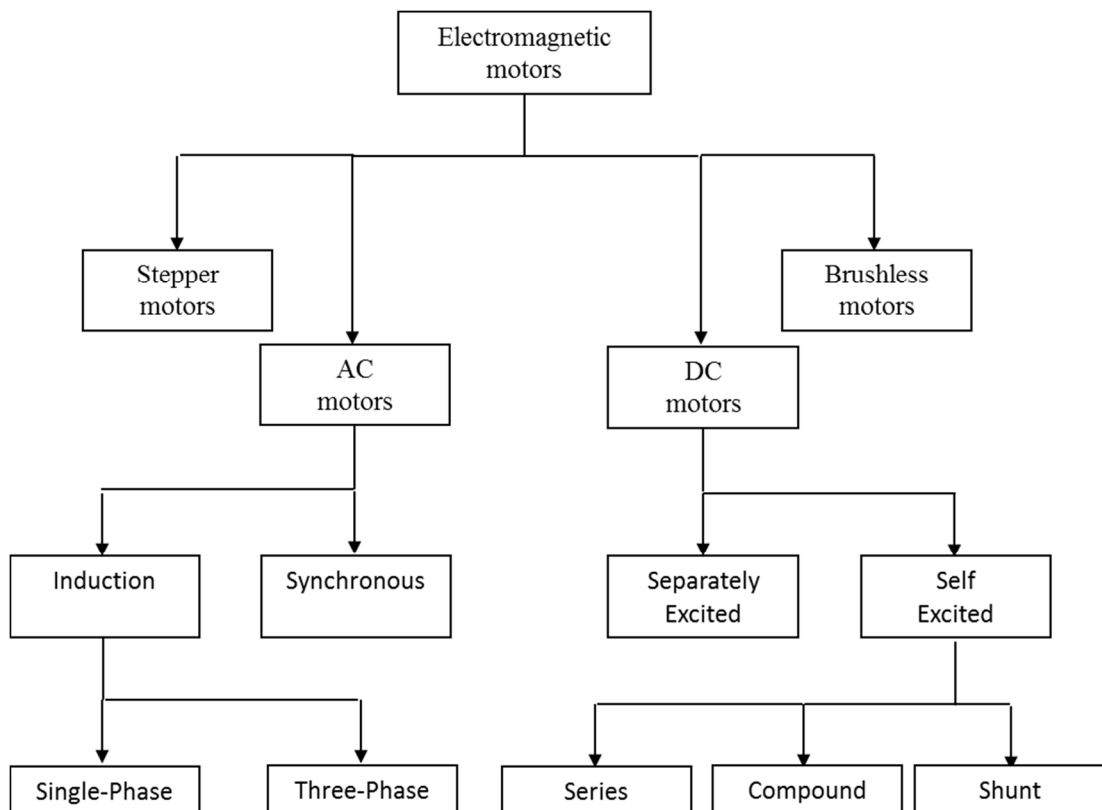 Electromagnetic
motors
Stepper
motors
Brushless
motors
AC
motors
DC
motors
Induction
Synchronous
Separately
Excited
Self
Excited
Single-Phase
Three-Phase
Series
Compound
Shunt